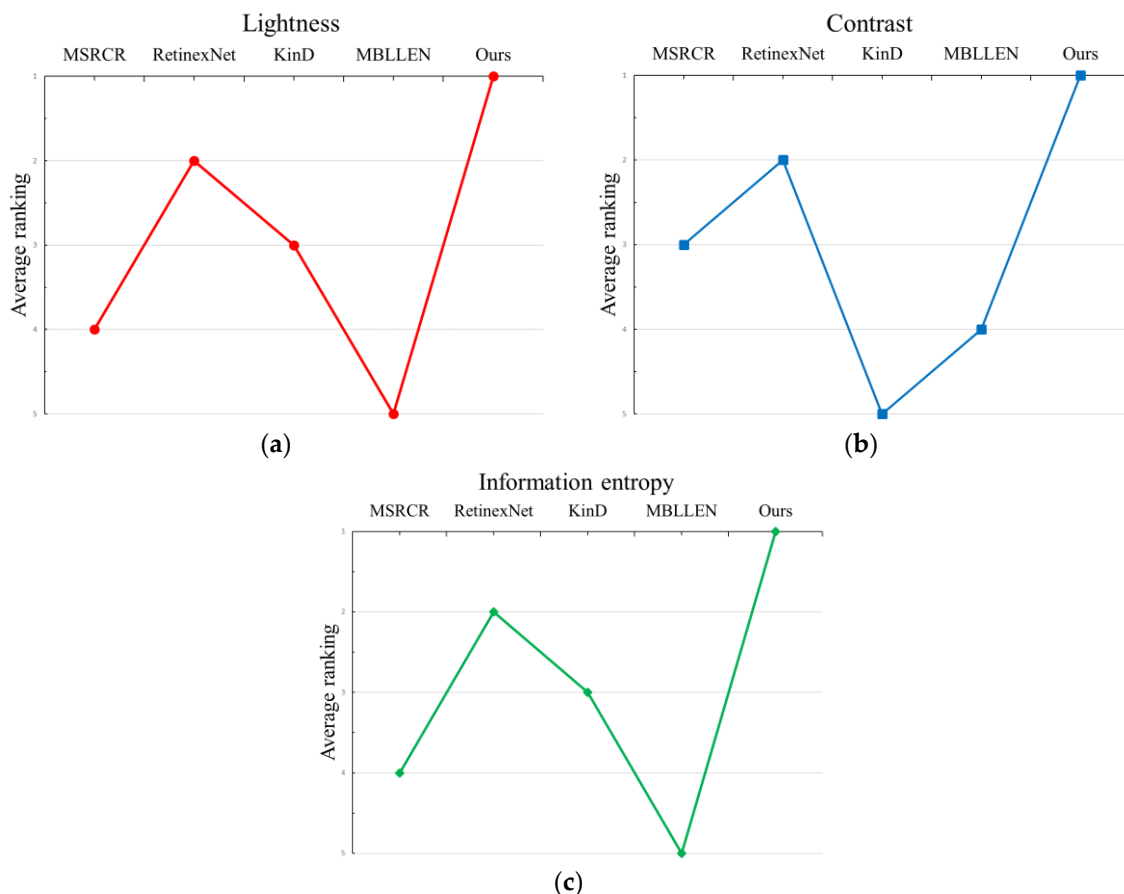 Lightness
MSRCR RetinexNet KinD MBLLEN Ours
1
2
3
4
5
Average ranking
(a)
Contrast
MSRCR RetinexNet KinD MBLLEN Ours
1
2
3
4
5
Average ranking
(b)
Information entropy
MSRCR RetinexNet KinD MBLLEN Ours
1
2
3
4
5
Average ranking
(c)